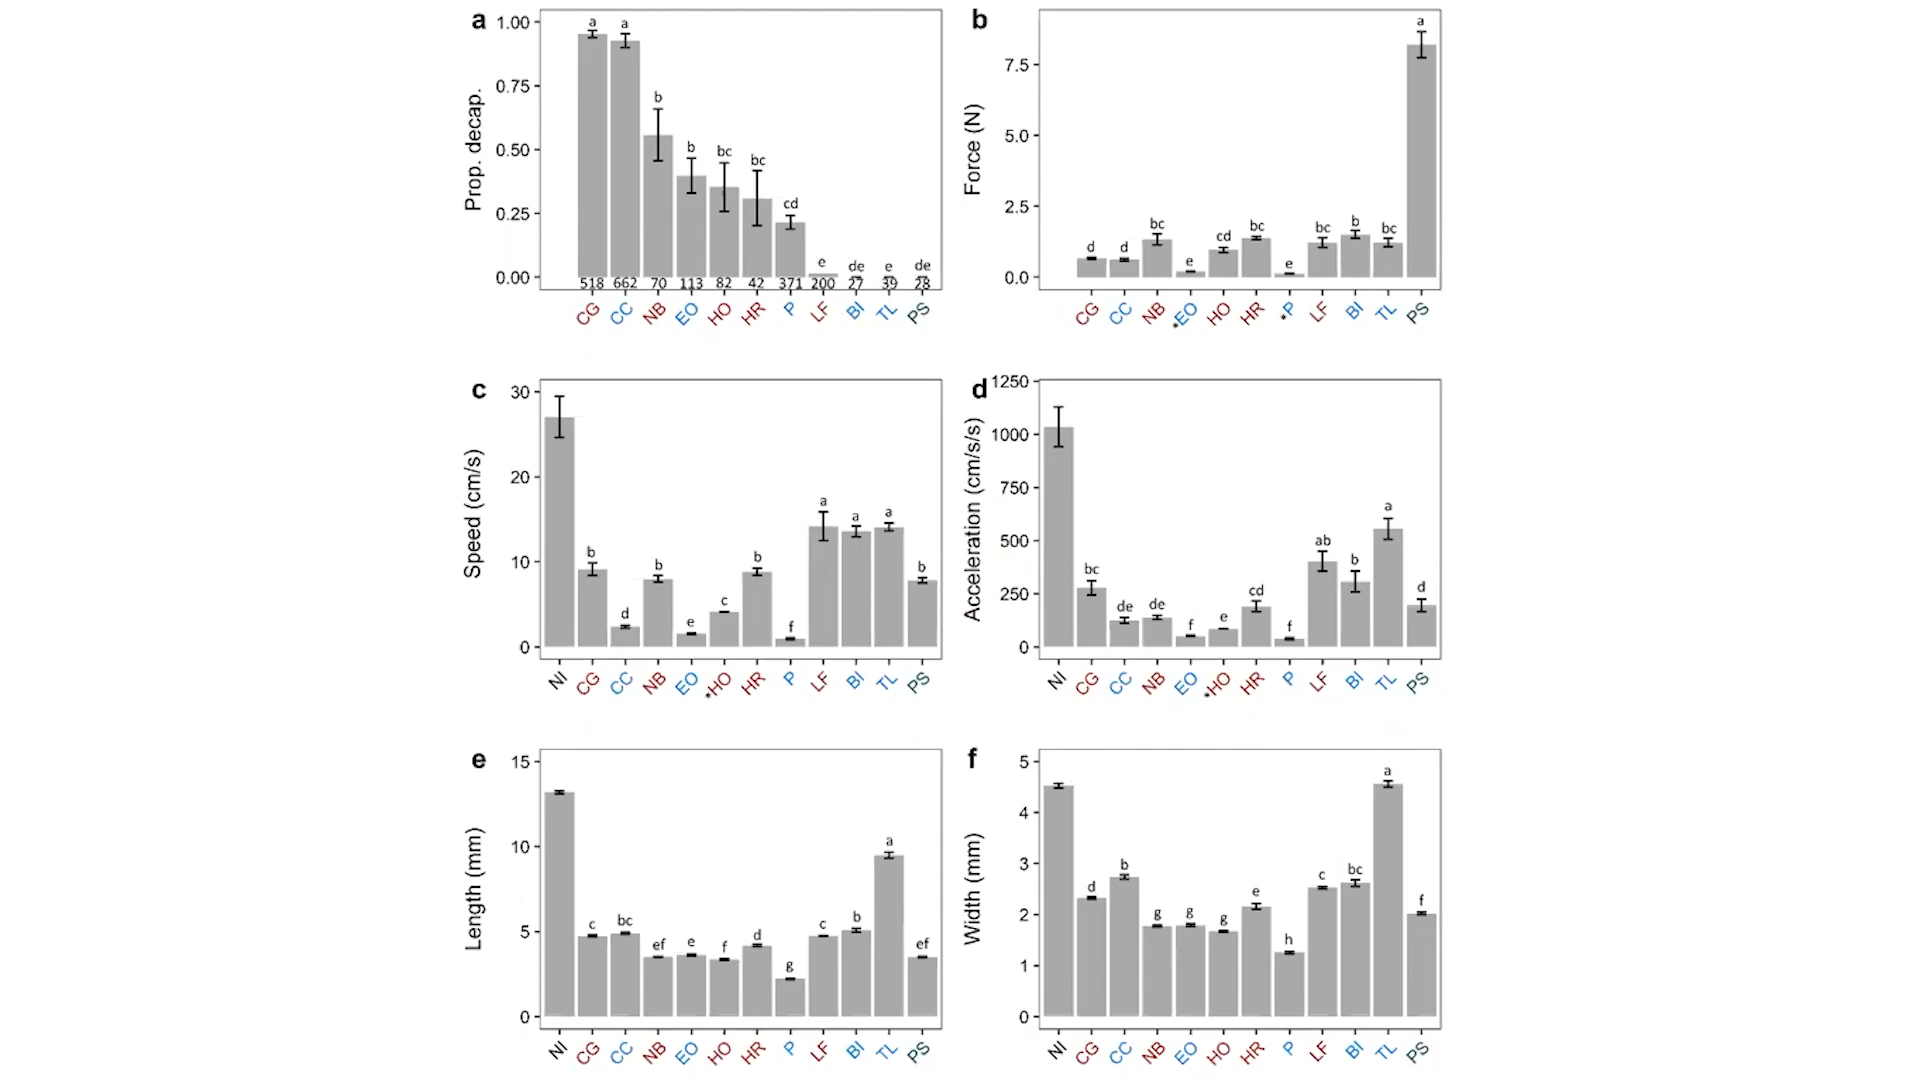 a
1.00
0.75
0.50
0.25
0.00
Prop. decap.
a a b b bc bc cd e de e de
518 662 70 113 82 42 371 200 27 39 28
CG CC NB EO HO HR P LF BI TL PS
b
7.5
5.0
2.5
0.0
Force (N)
d d bc e cd bc e bc b bc a
CG CC NB *EO HO HR *P LF BI TL PS
c
30
20
10
0
Speed (cm/s)
b d b e c b f a a a b
NI CG CC NB EO *HO HR P LF BI TL PS
d
1250
1000
750
500
250
0
Acceleration (cm/s/s)
bc de de f e cd f ab b a d
NI CG CC NB EO *HO HR P LF BI TL PS
e
15
10
5
0
Length (mm)
c bc ef e f d g c b a ef
NI CG CC NB EO HO HR P LF BI TL PS
f
5
4
3
2
1
0
Width (mm)
d b g g g e h c bc a f
NI CG CC NB EO HO HR P LF BI TL PS